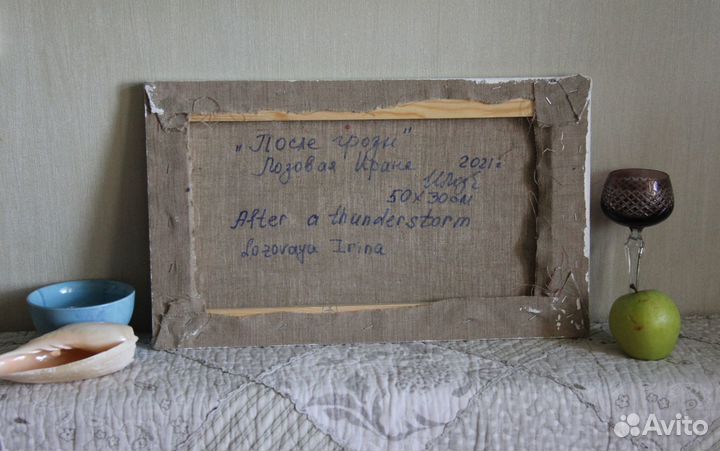 „После грозы"
Лозовая Ирина 2021г
50х30см
After a thunderstorm
Lozovaya Irina
Avito